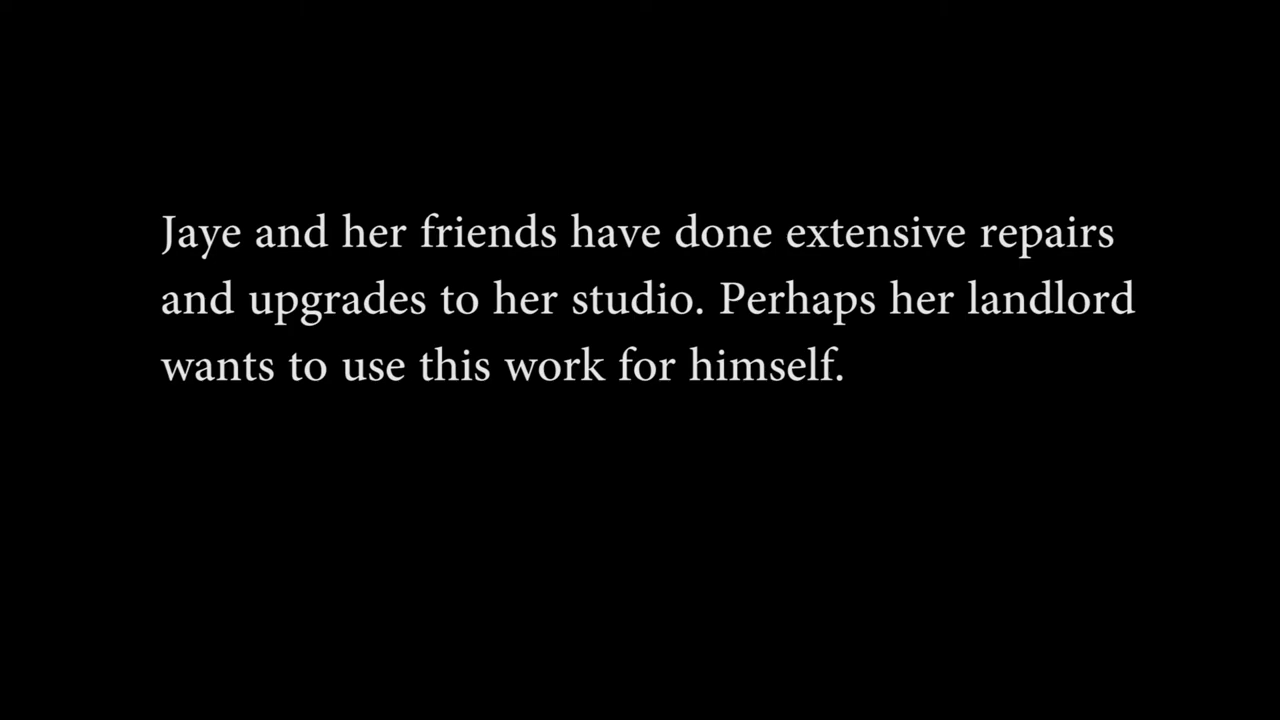 Jaye and her friends have done extensive repairs
and upgrades to her studio. Perhaps her landlord
wants to use this work for himself.